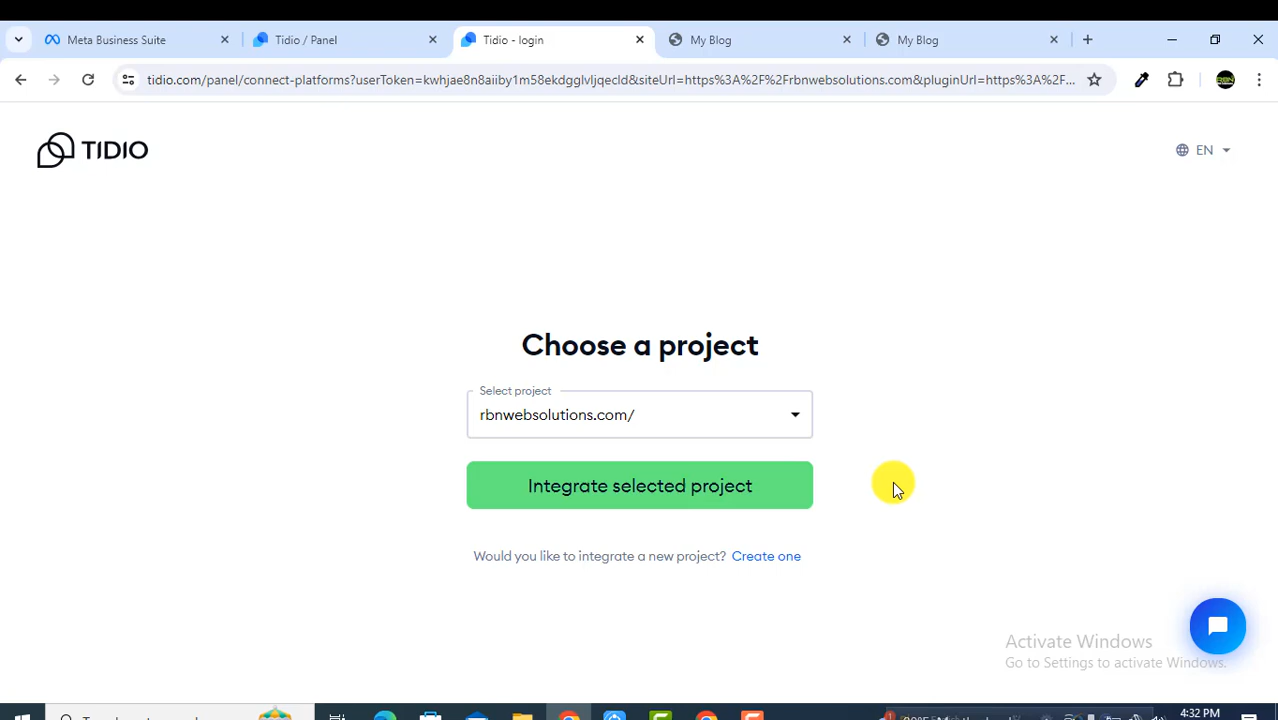 Meta Business Suite
Tidio / Panel
Tidio - login
My Blog
My Blog
tidio.com/panel/connect-platforms?userToken=kwhjae8n8aiiby1m58ekdgglvljqecld&siteUrl=https%3A%2F%2Frbnwebsolutions.com&pluginUrl=https%3A%2F...
TIDIO
EN
Choose a project
Select project
rbnwebsolutions.com/
Integrate selected project
Would you like to integrate a new project? Create one
Activate Windows
Go to Settings to activate Windows.
4:32 PM